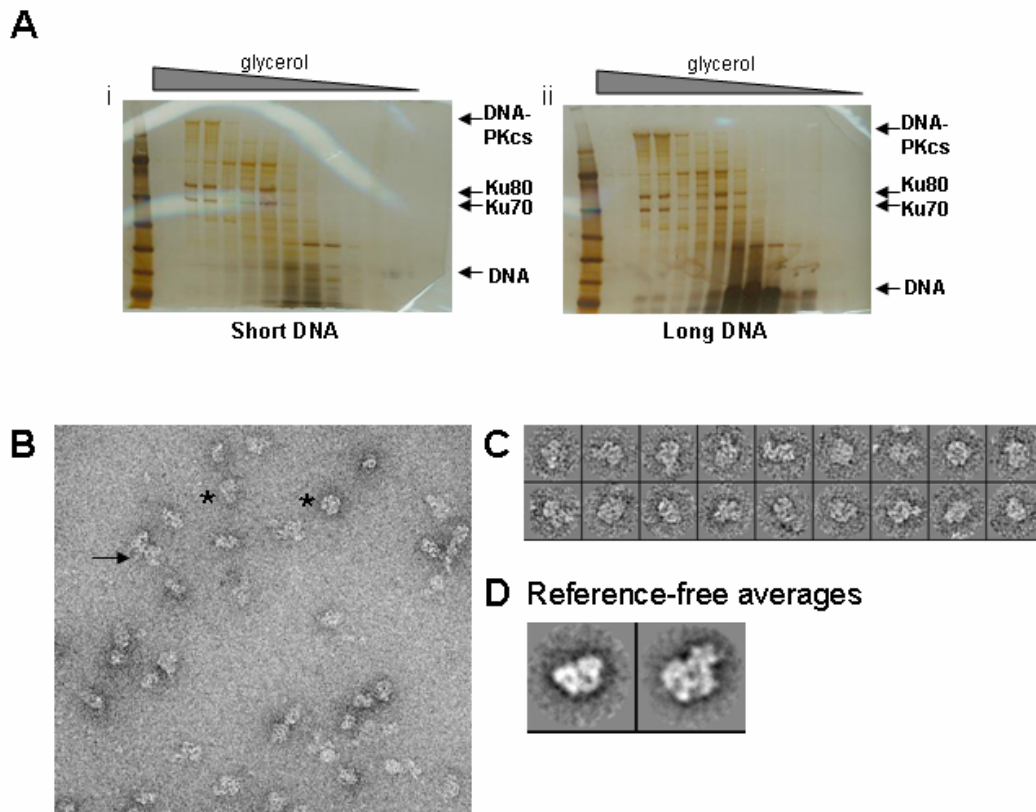 A
glycerol
i
DNA-
PKcs
Ku80
Ku70
DNA
Short DNA
glycerol
ii
DNA-
PKcs
Ku80
Ku70
DNA
Long DNA
B
*
*
C
D Reference-free averages